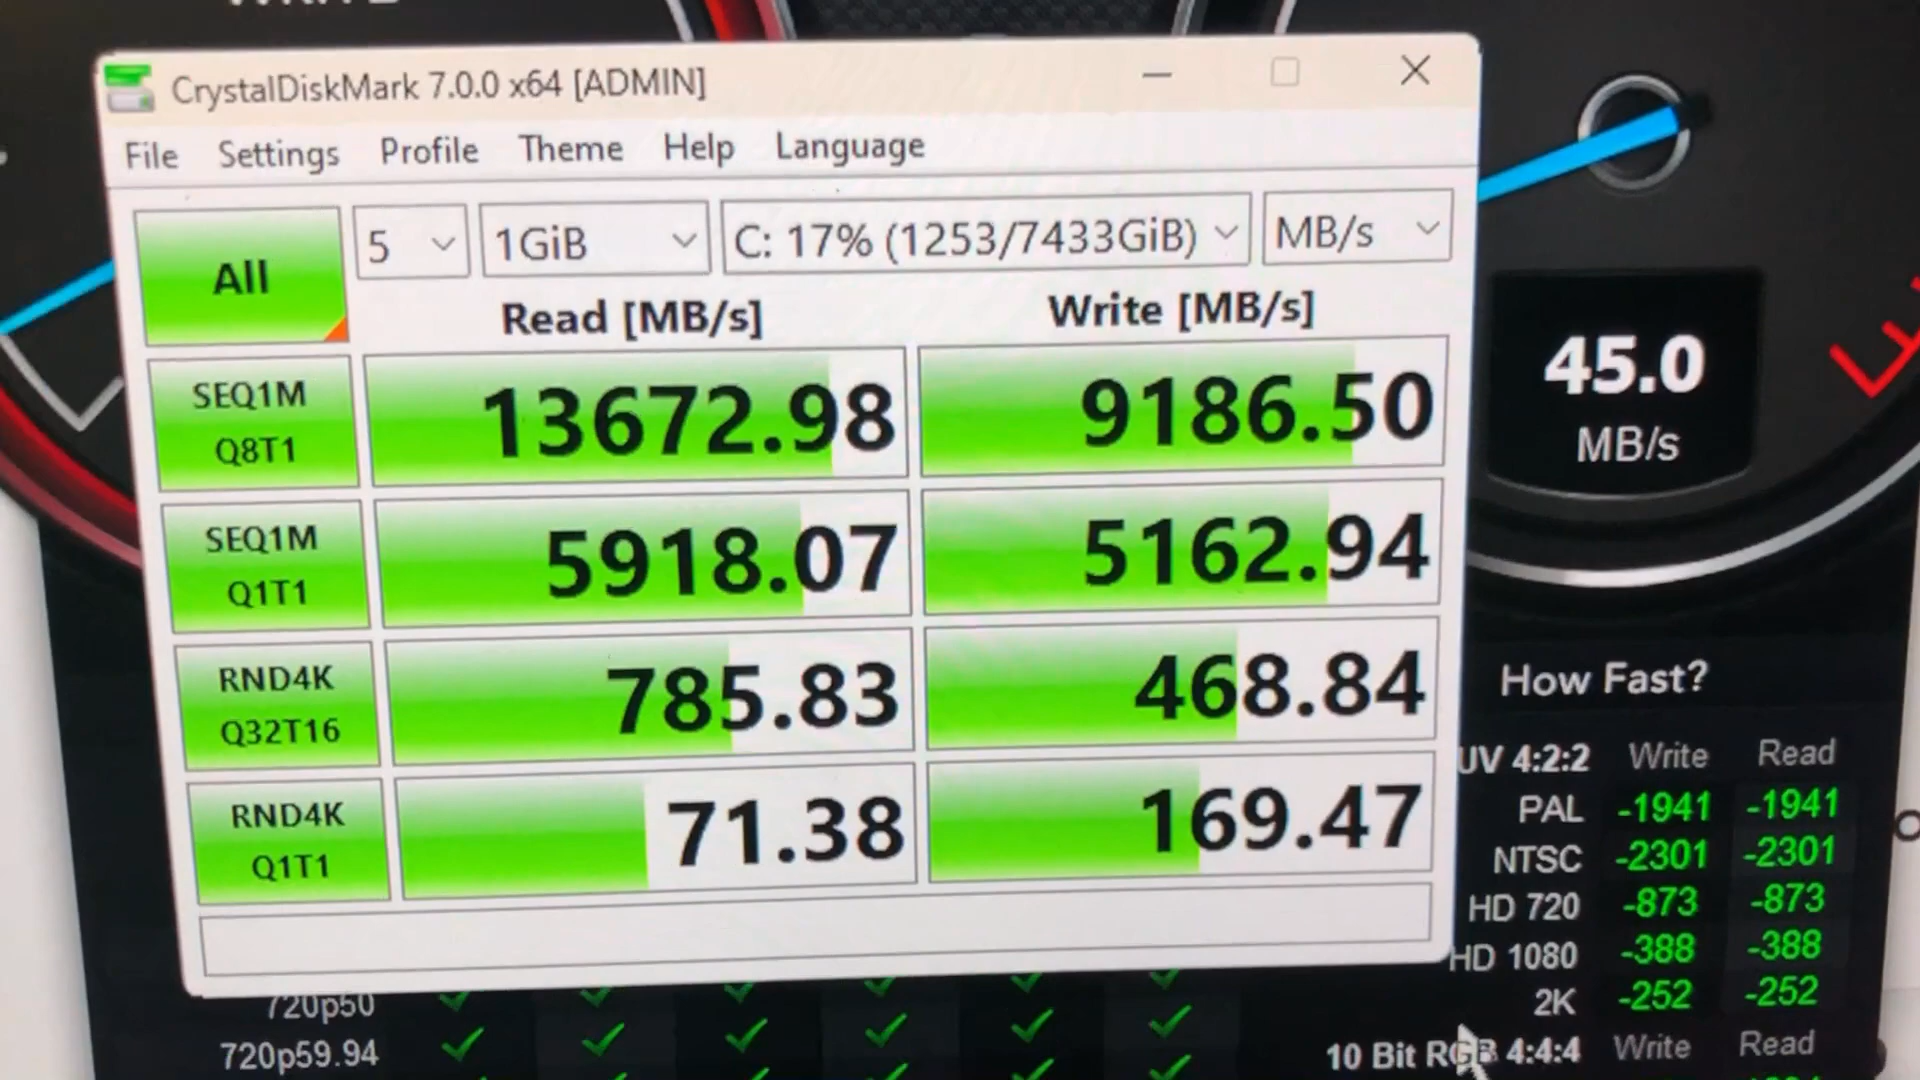 CrystalDiskMark 7.0.0 x64 [ADMIN]
File Settings Profile Theme Help Language
All 5 1GiB C: 17% (1253/7433GiB) MB/s
Read [MB/s] Write [MB/s]
SEQ1M
Q8T1
13672.98 9186.50
SEQ1M
Q1T1
5918.07 5162.94
RND4K
Q32T16
785.83 468.84
RND4K
Q1T1
71.38 169.47
45.0
MB/s
How Fast?
UV 4:2:2 Write Read
PAL -1941 -1941
NTSC -2301 -2301
HD 720 -873 -873
HD 1080 -388 -388
2K -252 -252
10 Bit RGB 4:4:4 Write Read
720p50
720p59.94